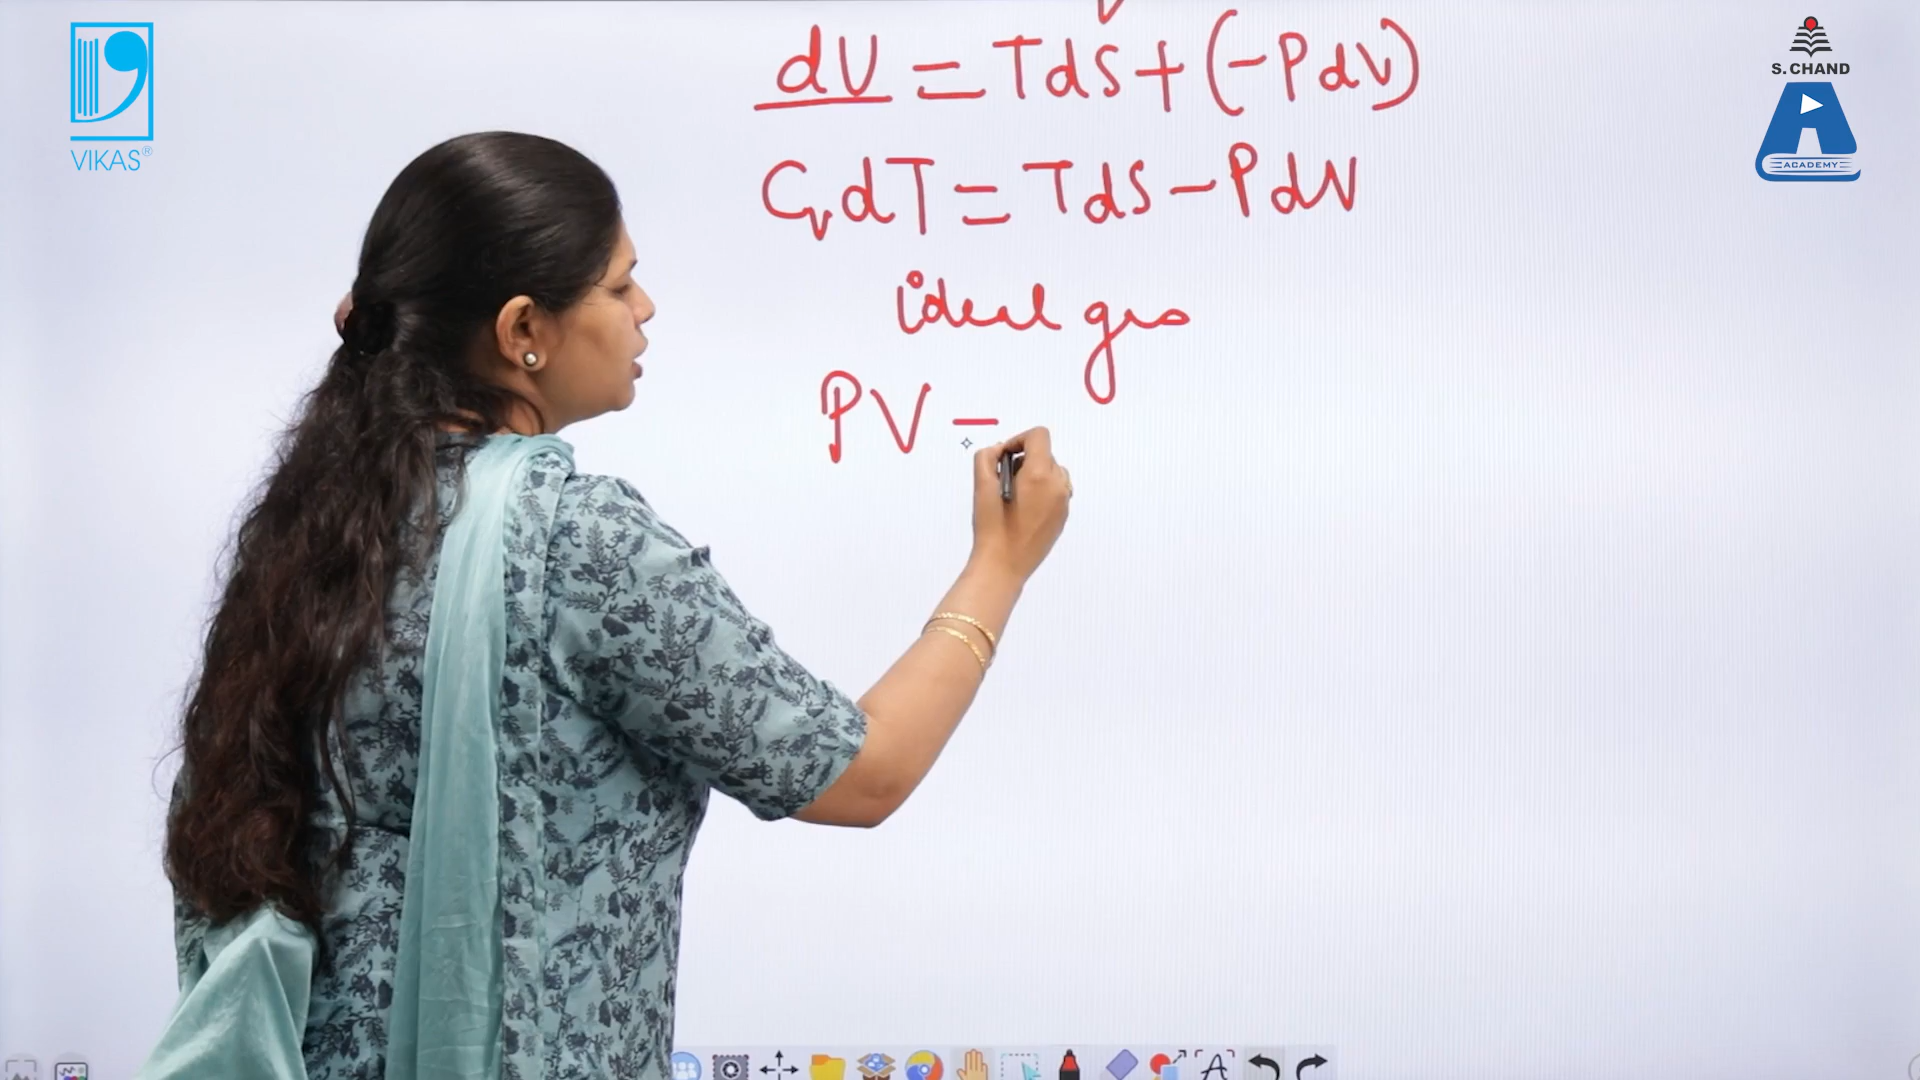 VIKAS®
S. CHAND
ACADEMY
dU = TdS + (-PdV)
CvdT = TdS - PdV
ideal gas
PV -